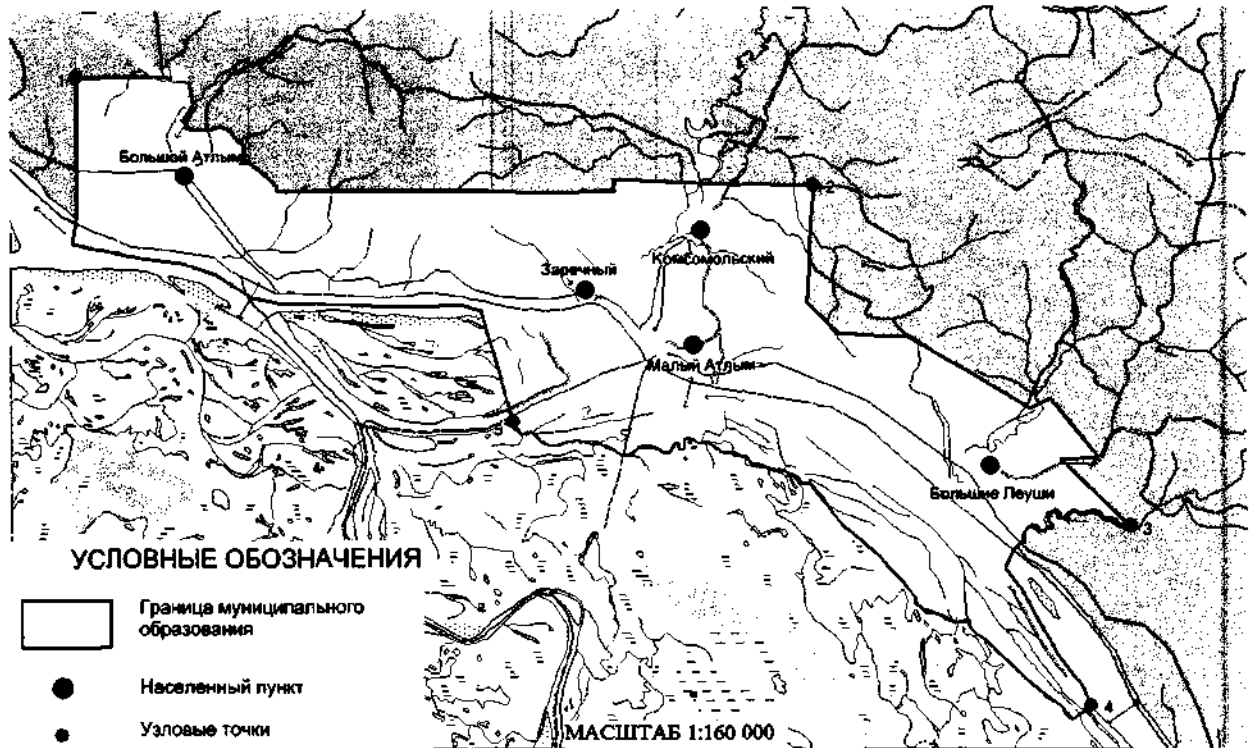 1
Большой Атлым
2
Комсомольский
Заречный
Малый Атлым
5
Большие Леуши
3
УСЛОВНЫЕ ОБОЗНАЧЕНИЯ
Граница муниципального
образования
Населенный пункт
4
Узловые точки
МАСШТАБ 1:160 000